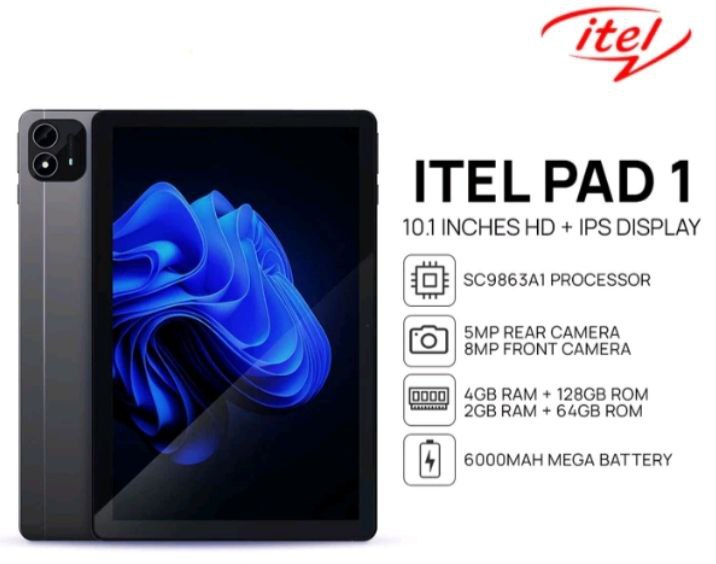 itel
ITEL PAD 1
10.1 INCHES HD + IPS DISPLAY
SC9863A1 PROCESSOR
5MP REAR CAMERA
8MP FRONT CAMERA
4GB RAM + 128GB ROM
2GB RAM + 64GB ROM
6000MAH MEGA BATTERY